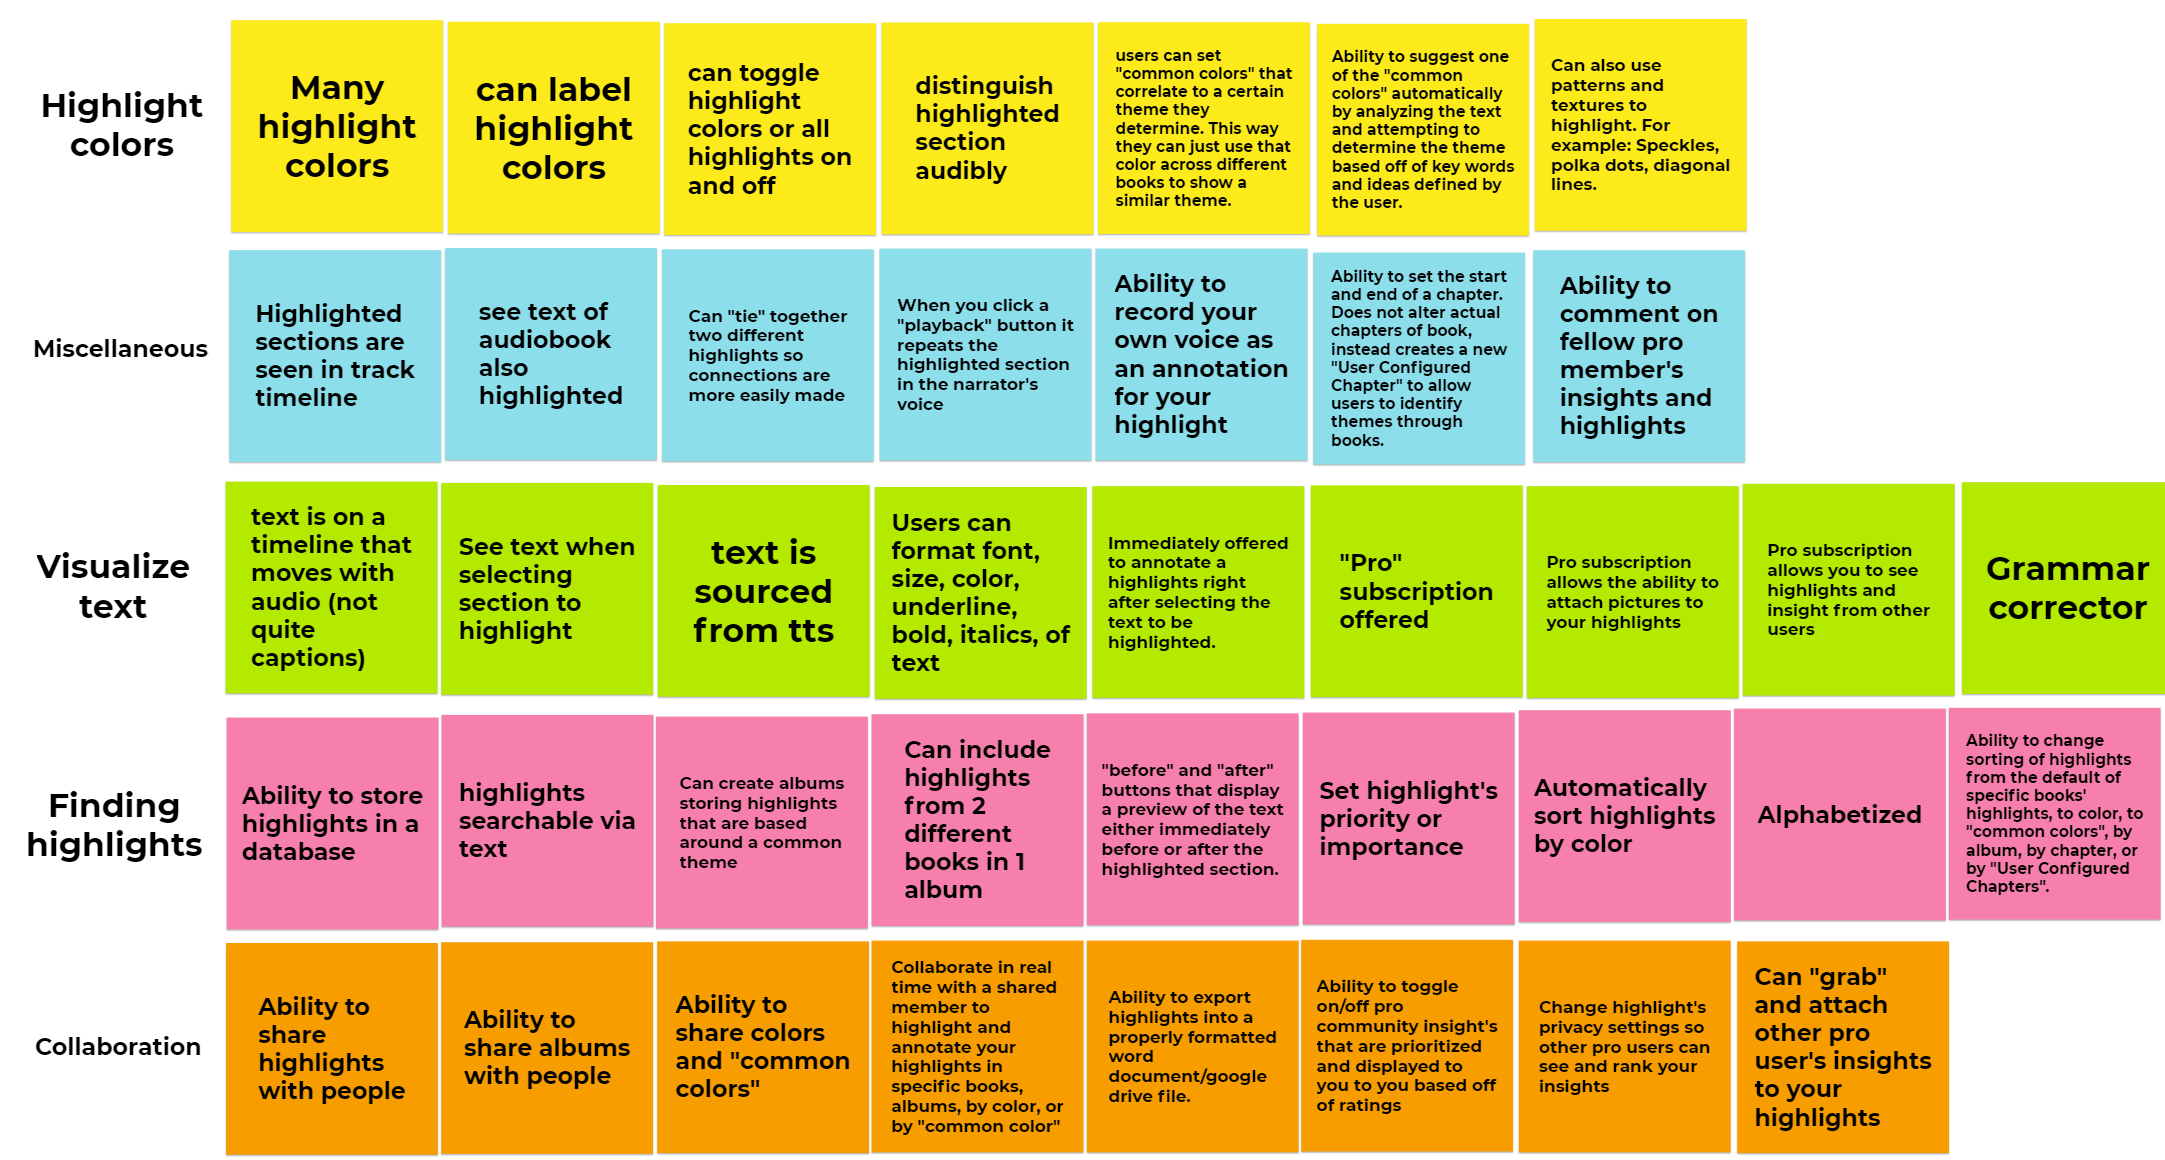 Highlight
colors
Many
highlight
colors
can label
highlight
colors
can toggle
highlight
colors or all
highlights on
and off
distinguish
highlighted
section
audibly
users can set
"common colors" that
correlate to a certain
theme they
determine. This way
they can just use that
color across different
books to show a
similar theme.
Ability to suggest one
of the "common
colors" automatically
by analyzing the text
and attempting to
determine the theme
based off of key words
and ideas defined by
the user.
Can also use
patterns and
textures to
highlight. For
example: Speckles,
polka dots, diagonal
lines.
Miscellaneous
Highlighted
sections are
seen in track
timeline
see text of
audiobook
also
highlighted
Can "tie" together
two different
highlights so
connections are
more easily made
When you click a
"playback" button it
repeats the
highlighted section
in the narrator's
voice
Ability to
record your
own voice as
an annotation
for your
highlight
Ability to set the start
and end of a chapter.
Does not alter actual
chapters of book,
instead creates a new
"User Configured
Chapter" to allow
users to identify
themes through
books.
Ability to
comment on
fellow pro
member's
insights and
highlights
Visualize
text
text is on a
timeline that
moves with
audio (not
quite
captions)
See text when
selecting
section to
highlight
text is
sourced
from tts
Users can
format font,
size, color,
underline,
bold, italics, of
text
Immediately offered
to annotate a
highlights right
after selecting the
text to be
highlighted.
"Pro"
subscription
offered
Pro subscription
allows the ability to
attach pictures to
your highlights
Pro subscription
allows you to see
highlights and
insight from other
users
Grammar
corrector
Finding
highlights
Ability to store
highlights in a
database
highlights
searchable via
text
Can create albums
storing highlights
that are based
around a common
theme
Can include
highlights
from 2
different
books in 1
album
"before" and "after"
buttons that display
a preview of the text
either immediately
before or after the
highlighted section.
Set highlight's
priority or
importance
Automatically
sort highlights
by color
Alphabetized
Ability to change
sorting of highlights
from the default of
specific books'
highlights, to color, to
"common colors", by
album, by chapter, or
by "User Configured
Chapters".
Collaboration
Ability to
share
highlights
with people
Ability to
share albums
with people
Ability to
share colors
and "common
colors"
Collaborate in real
time with a shared
member to
highlight and
annotate your
highlights in
specific books,
albums, by color, or
by "common color"
Ability to export
highlights into a
properly formatted
word
document/google
drive file.
Ability to toggle
on/off pro
community insight's
that are prioritized
and displayed to
you to you based off
of ratings
Change highlight's
privacy settings so
other pro users can
see and rank your
insights
Can "grab"
and attach
other pro
user's insights
to your
highlights